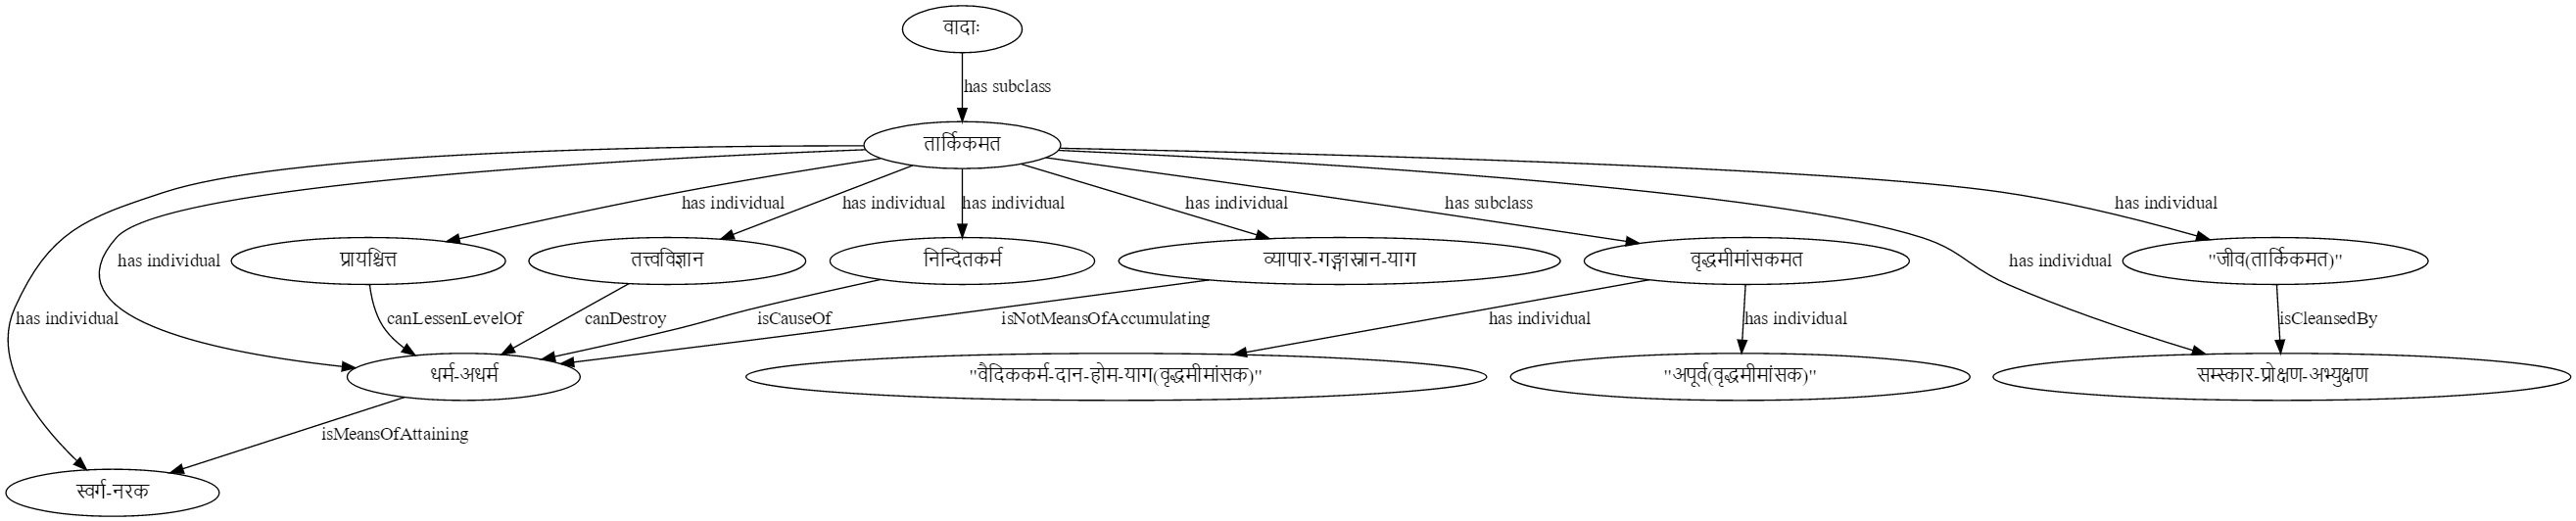 वादाः
has subclass
तार्किकमत
has individual
has individual
has individual
has individual
has subclass
has individual
has individual
has individual
has individual
प्रायश्चित्त
तत्त्वविज्ञान
निन्दितकर्म
व्यापार-गङ्गास्नान-याग
वृद्धमीमांसकमत
"जीव(तार्किकमत)"
has individual
canLessenLevelOf
canDestroy
isCauseOf
isNotMeansOfAccumulating
has individual
has individual
isCleansedBy
धर्म-अधर्म
"वैदिककर्म-दान-होम-याग(वृद्धमीमांसक)"
"अपूर्व(वृद्धमीमांसक)"
सम्स्कार-प्रोक्षण-अभ्युक्षण
isMeansOfAttaining
स्वर्ग-नरक